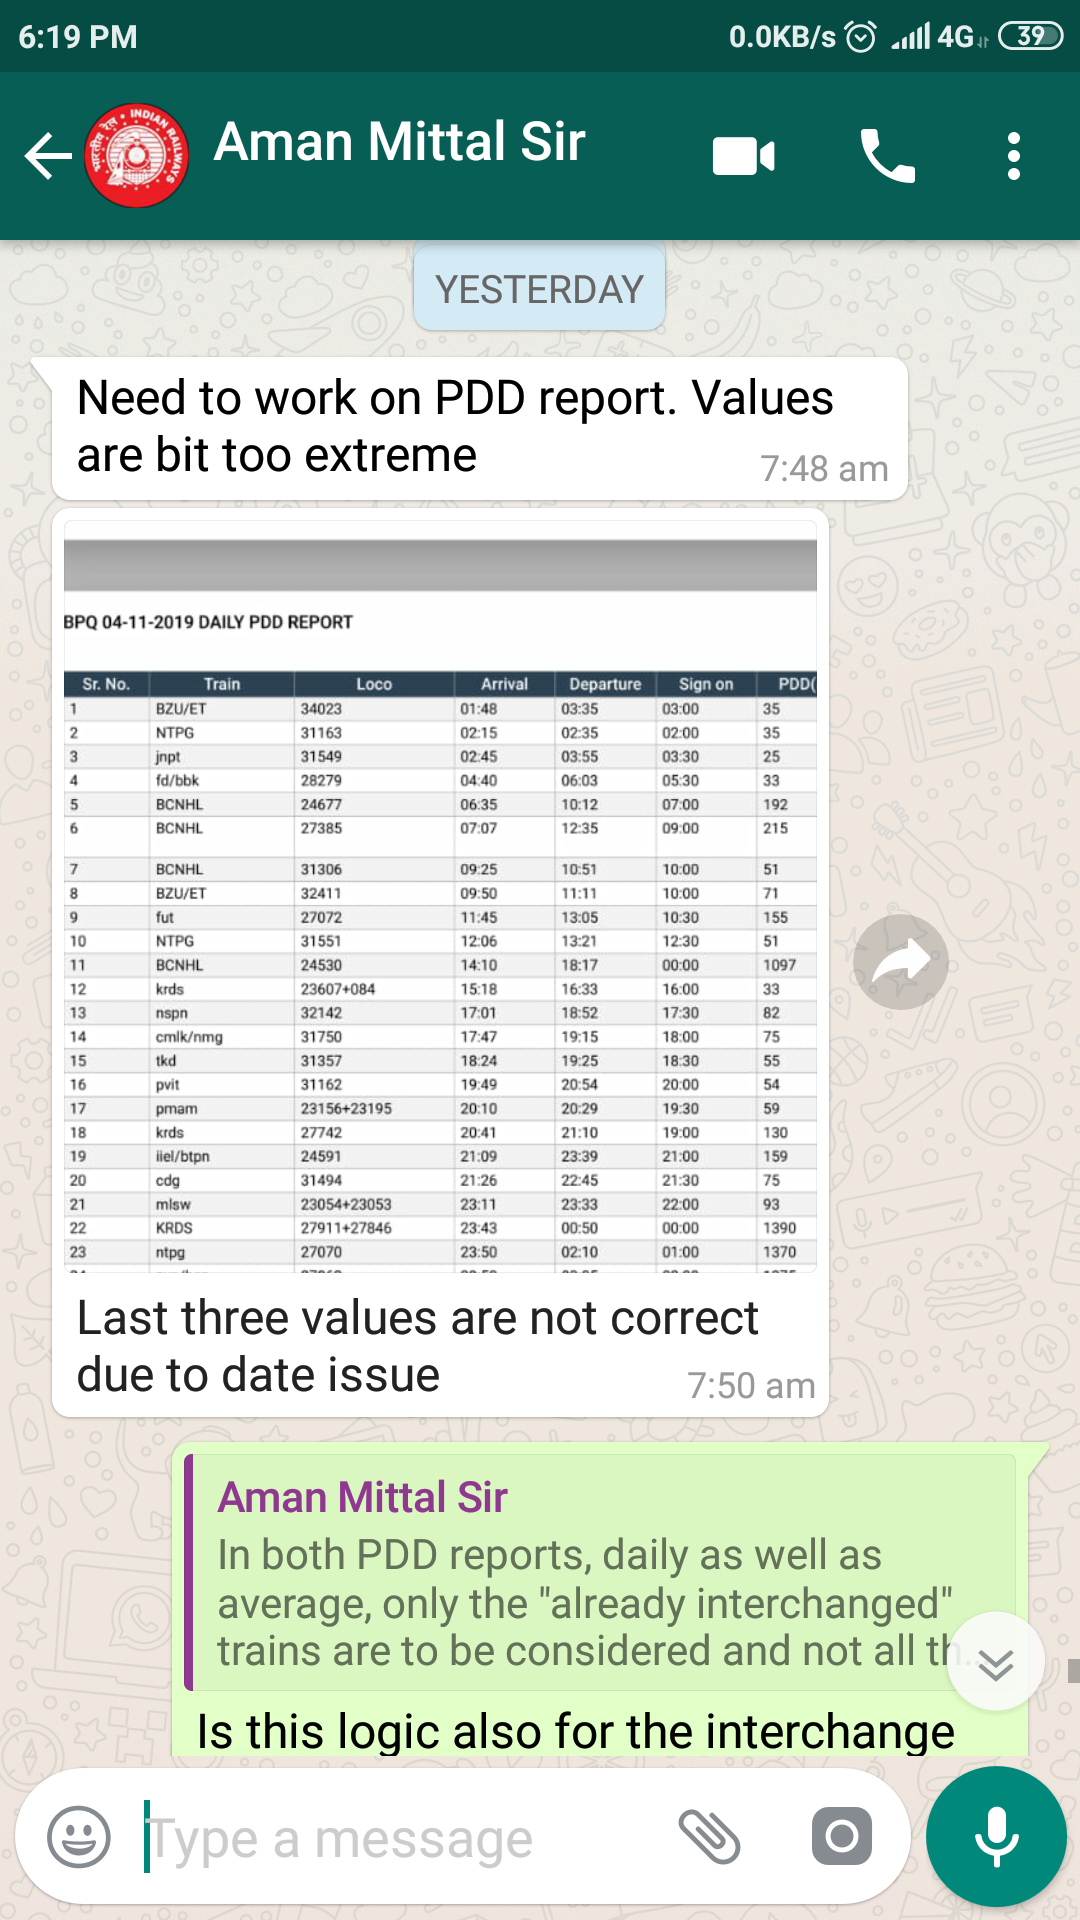 6:19 PM 0.0KB/s 4G 39
भारतीय रेल INDIAN RAILWAYS
Aman Mittal Sir
YESTERDAY
Need to work on PDD report. Values
are bit too extreme 7:48 am
BPQ 04-11-2019 DAILY PDD REPORT
Sr. No. Train Loco Arrival Departure Sign on PDD(
1 BZU/ET 34023 01:48 03:35 03:00 35
2 NTPG 31163 02:15 02:35 02:00 35
3 jnpt 31549 02:45 03:55 03:30 25
4 fd/bbk 28279 04:40 06:03 05:30 33
5 BCNHL 24677 06:35 10:12 07:00 192
6 BCNHL 27385 07:07 12:35 09:00 215
7 BCNHL 31306 09:25 10:51 10:00 51
8 BZU/ET 32411 09:50 11:11 10:00 71
9 fut 27072 11:45 13:05 10:30 155
10 NTPG 31551 12:06 13:21 12:30 51
11 BCNHL 24530 14:10 18:17 00:00 1097
12 krds 23607+084 15:18 16:33 16:00 33
13 nspn 32142 17:01 18:52 17:30 82
14 cmlk/nmg 31750 17:47 19:15 18:00 75
15 tkd 31357 18:24 19:25 18:30 55
16 pvit 31162 19:49 20:54 20:00 54
17 pmam 23156+23195 20:10 20:29 19:30 59
18 krds 27742 20:41 21:10 19:00 130
19 iiel/btpn 24591 21:09 23:39 21:00 159
20 cdg 31494 21:26 22:45 21:30 75
21 mlsw 23054+23053 23:11 23:33 22:00 93
22 KRDS 27911+27846 23:43 00:50 00:00 1390
23 ntpg 27070 23:50 02:10 01:00 1370
Last three values are not correct
due to date issue 7:50 am
Aman Mittal Sir
In both PDD reports, daily as well as
average, only the "already interchanged"
trains are to be considered and not all th...
Is this logic also for the interchange
Type a message